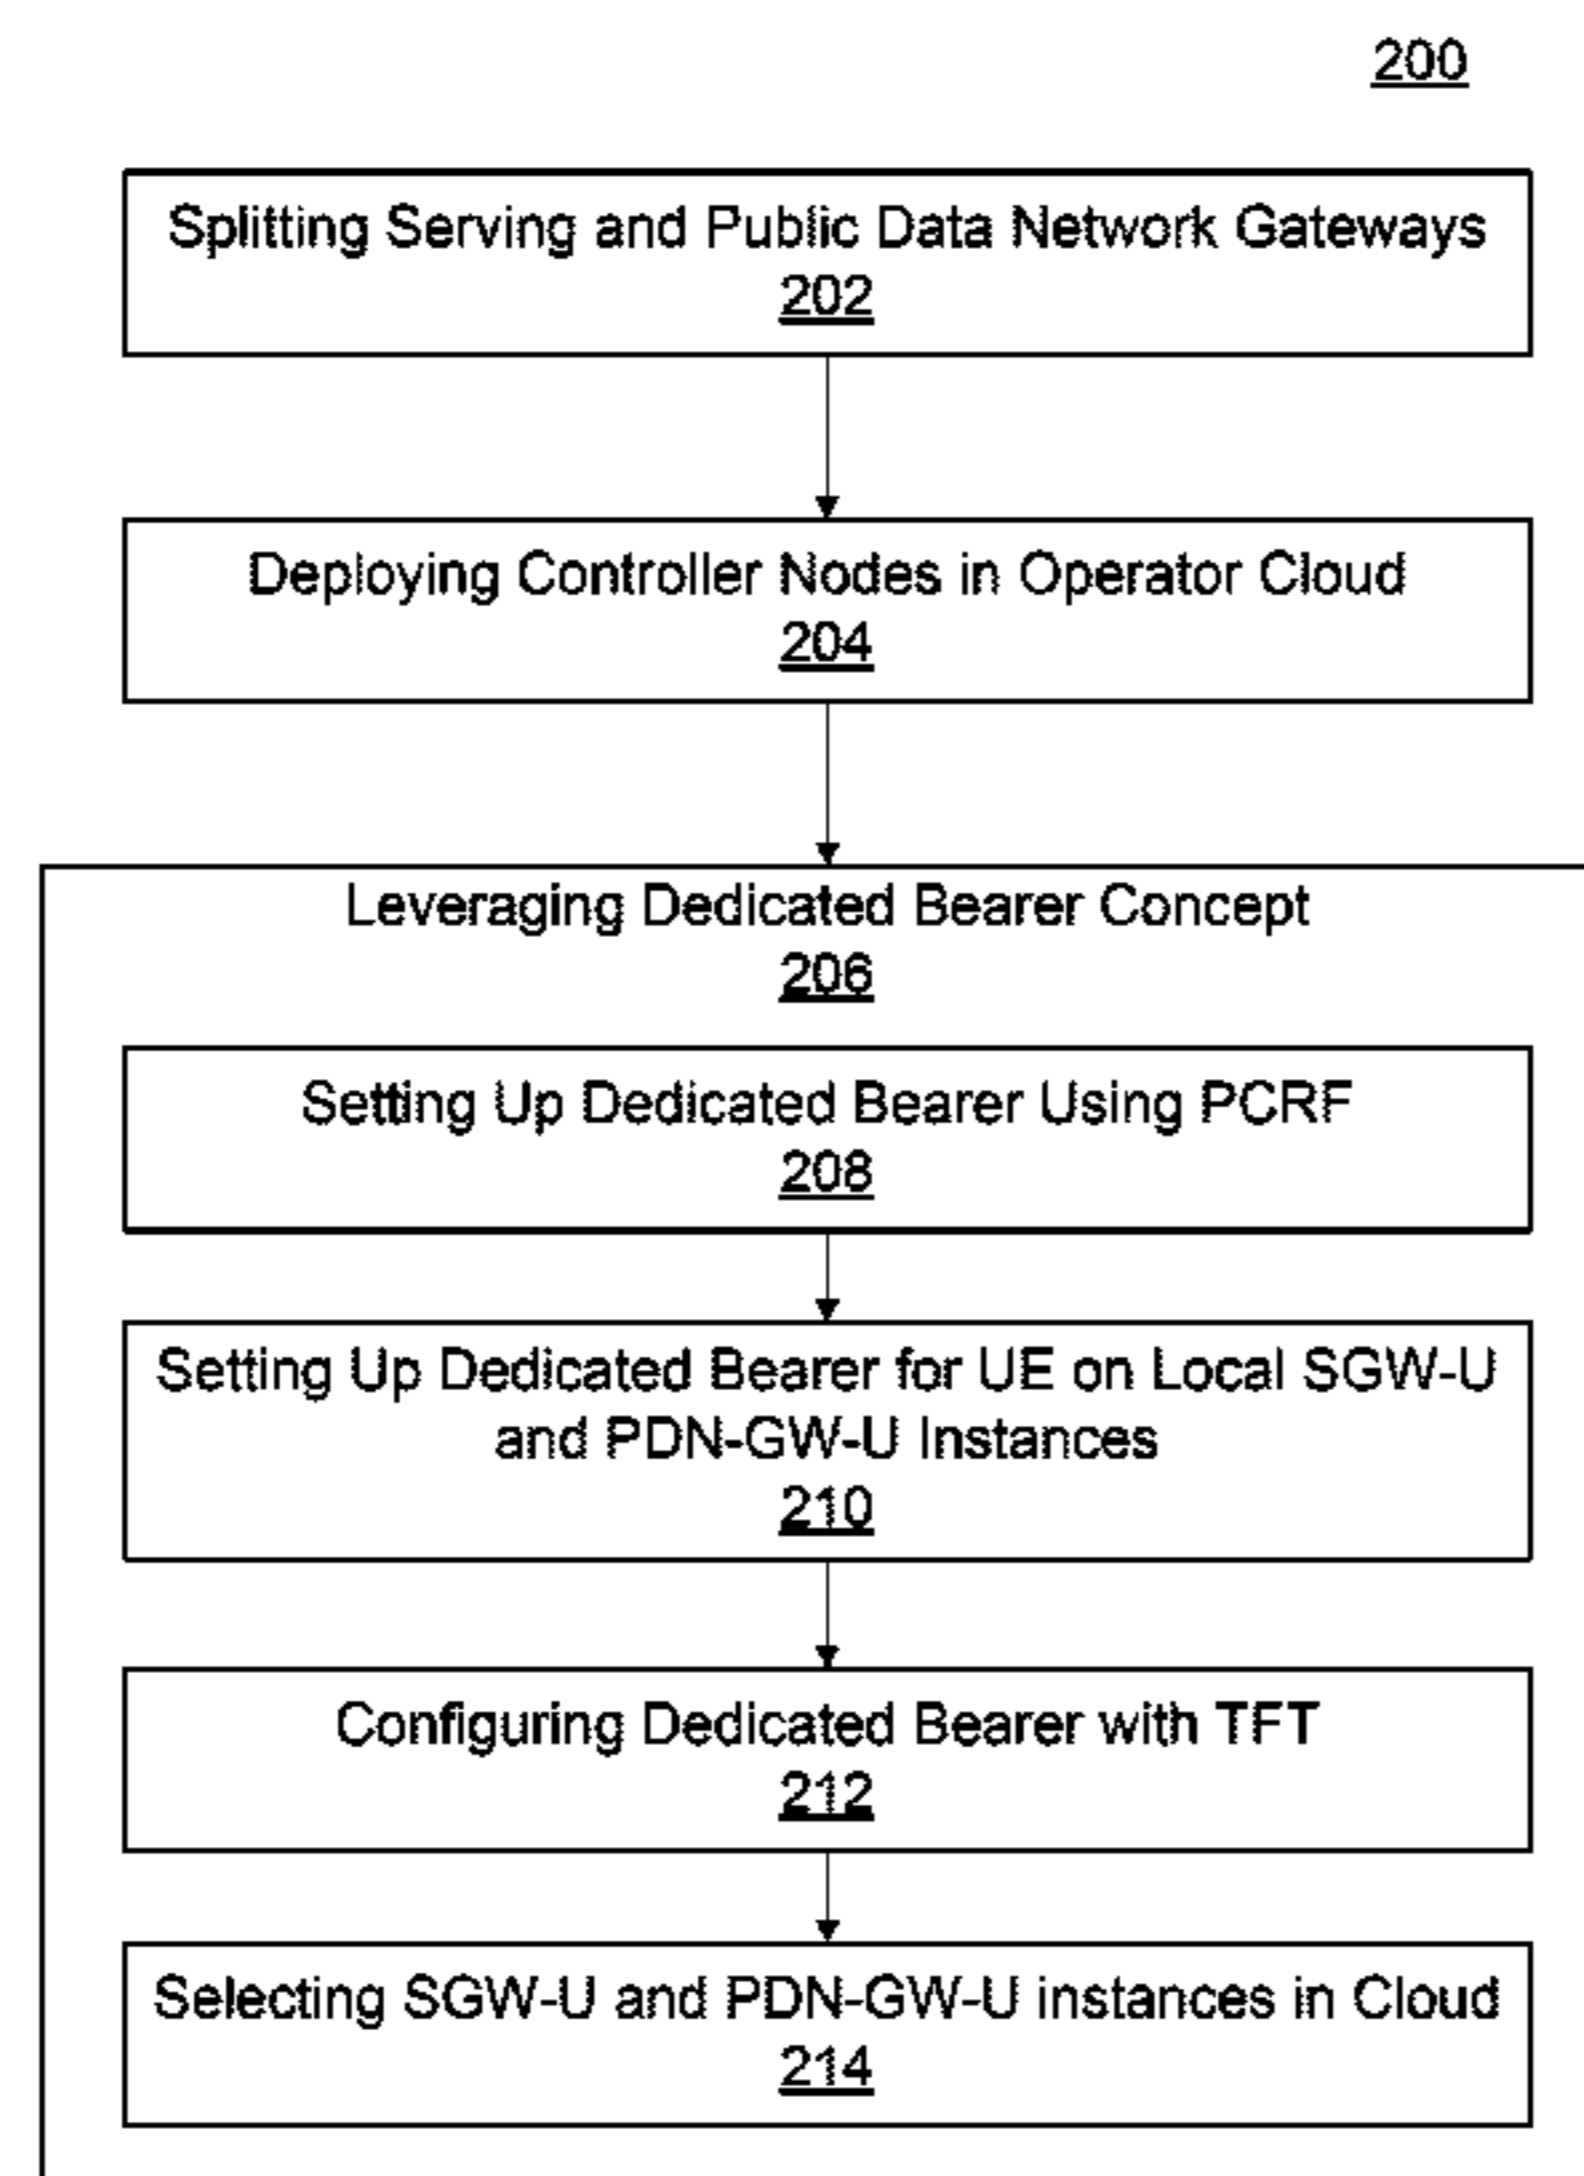 200
Splitting Serving and Public Data Network Gateways
202
Deploying Controller Nodes in Operator Cloud
204
Leveraging Dedicated Bearer Concept
206
Setting Up Dedicated Bearer Using PCRF
208
Setting Up Dedicated Bearer for UE on Local SGW-U
and PDN-GW-U Instances
210
Configuring Dedicated Bearer with TFT
212
Selecting SGW-U and PDN-GW-U instances in Cloud
214